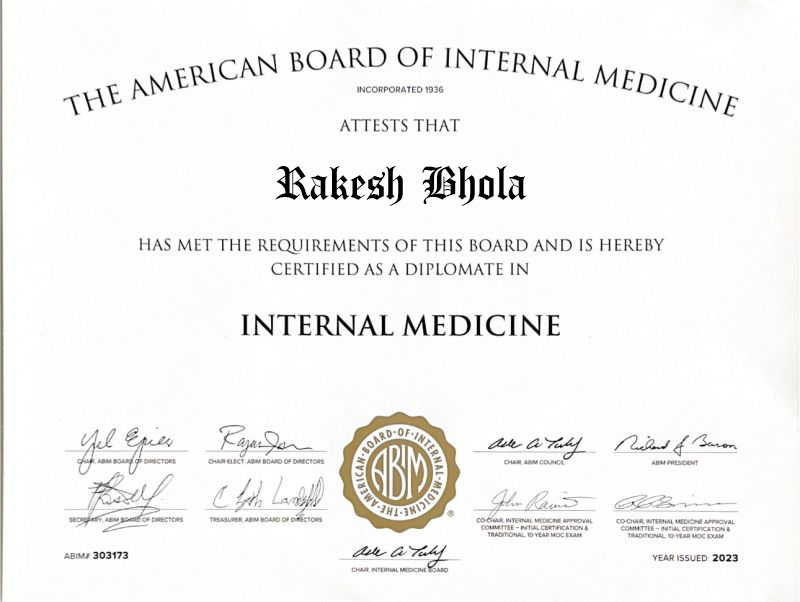 THE AMERICAN BOARD OF INTERNAL MEDICINE
INCORPORATED 1936
ATTESTS THAT
Rakesh Bhola
HAS MET THE REQUIREMENTS OF THIS BOARD AND IS HEREBY
CERTIFIED AS A DIPLOMATE IN
INTERNAL MEDICINE
CHAIR, ABIM BOARD OF DIRECTORS
CHAIR-ELECT, ABIM BOARD OF DIRECTORS
THE·AMERICAN·BOARD·OF·INTERNAL·MEDICINE
ABIM
®
CHAIR, ABIM COUNCIL
ABIM PRESIDENT
SECRETARY, ABIM BOARD OF DIRECTORS
TREASURER, ABIM BOARD OF DIRECTORS
CO-CHAIR, INTERNAL MEDICINE APPROVAL
COMMITTEE – INITIAL CERTIFICATION &
TRADITIONAL, 10-YEAR MOC EXAM
CO-CHAIR, INTERNAL MEDICINE APPROVAL
COMMITTEE – INITIAL CERTIFICATION &
TRADITIONAL, 10-YEAR MOC EXAM
ABIM# 303173
CHAIR, INTERNAL MEDICINE BOARD
YEAR ISSUED: 2023